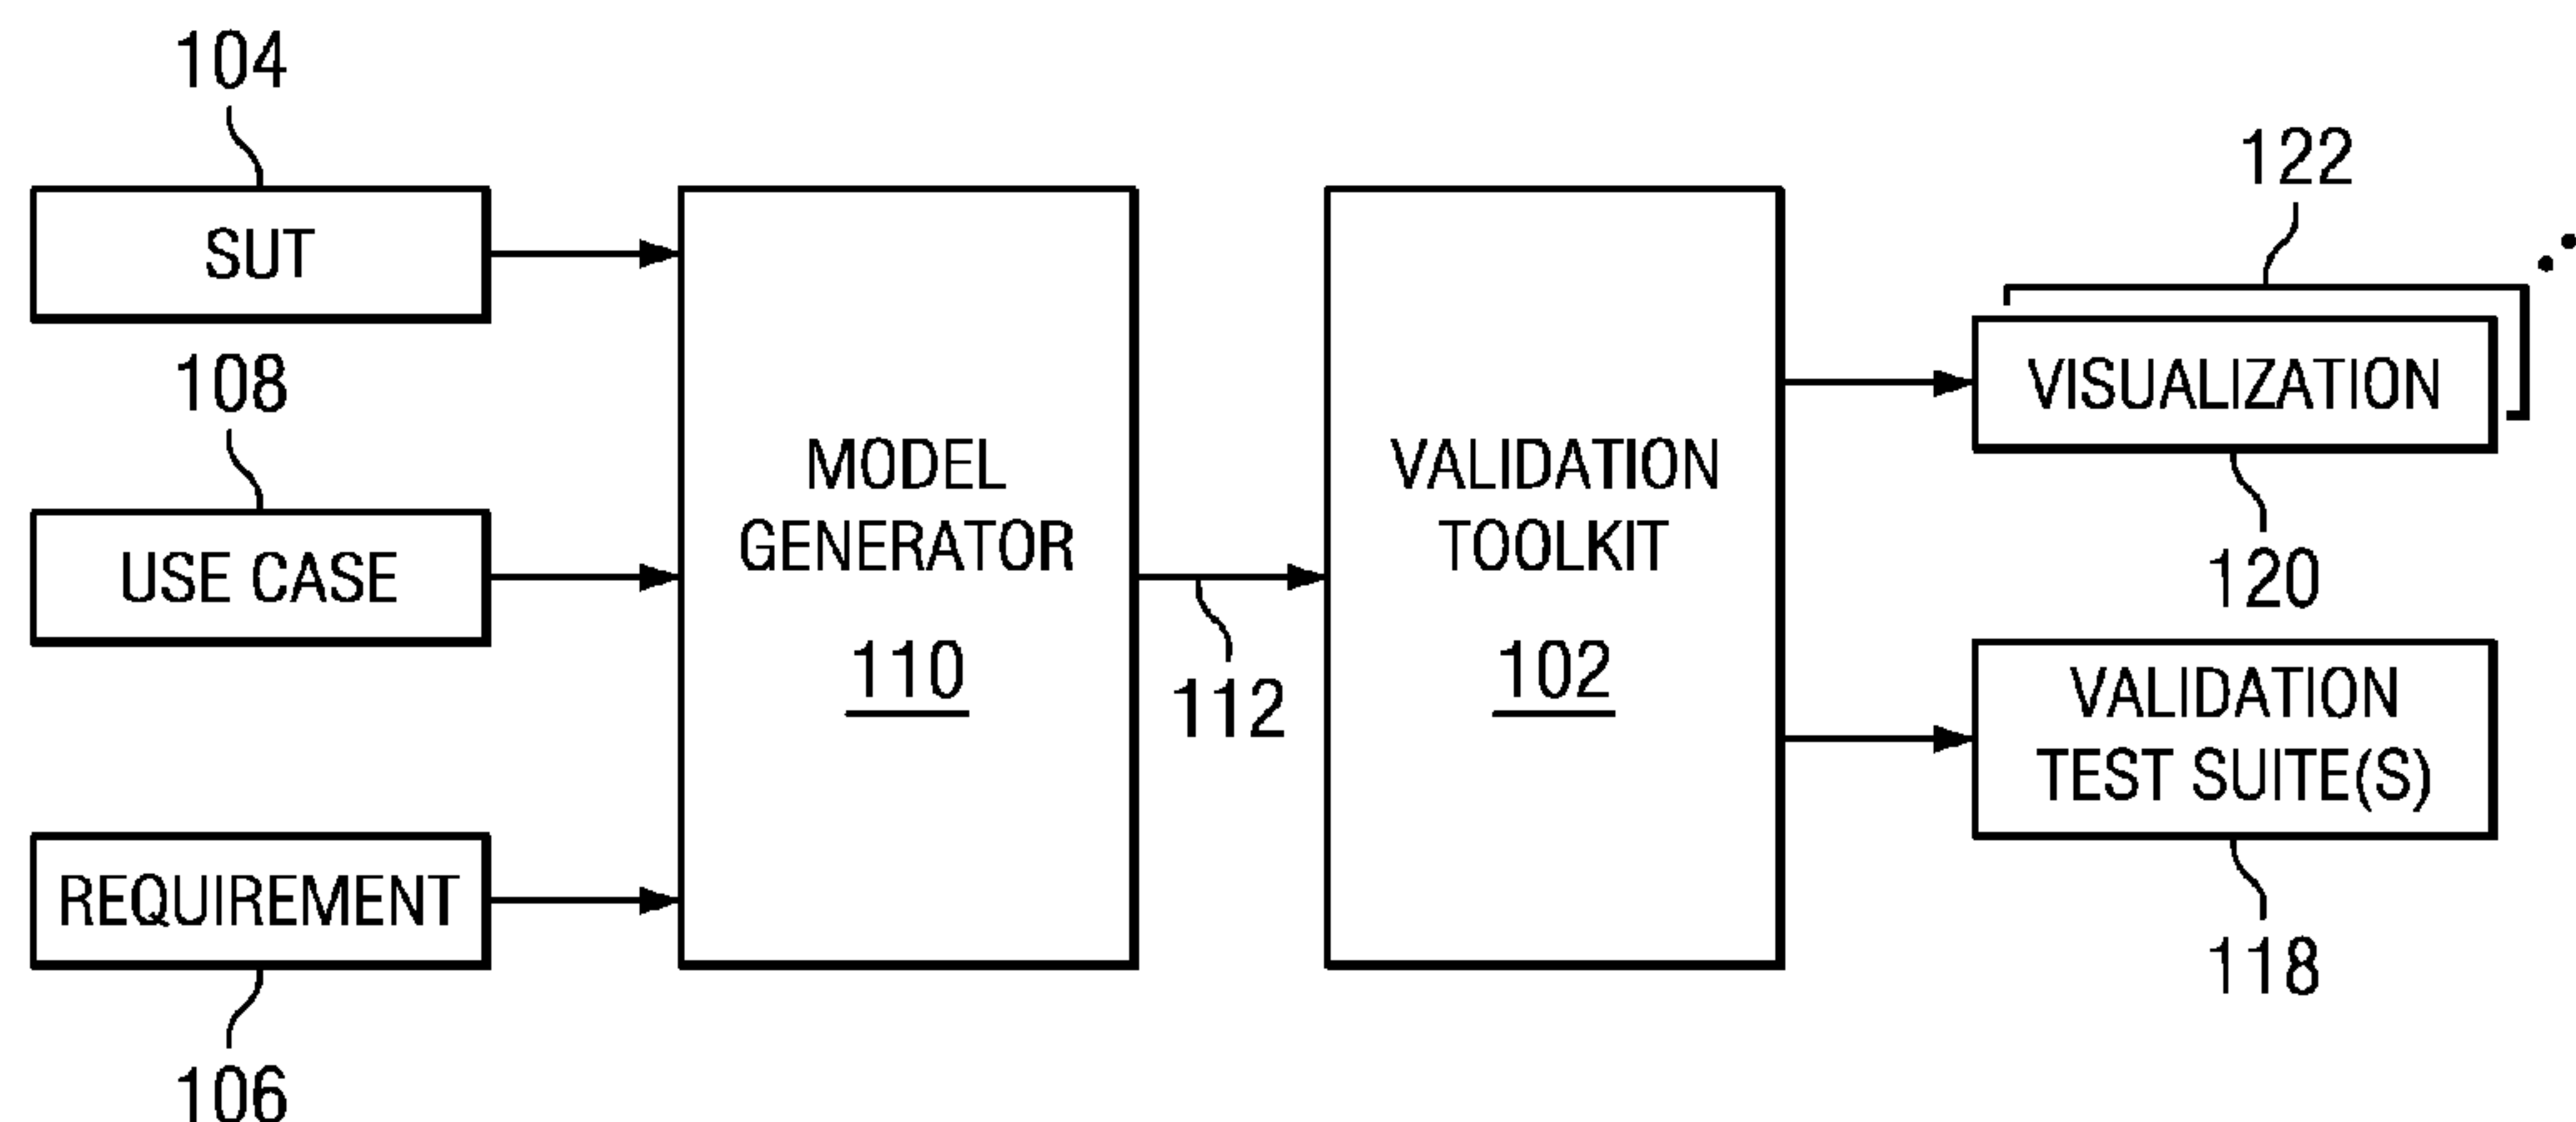 104
SUT
108
USE CASE
REQUIREMENT
106
MODEL
GENERATOR
110
112
VALIDATION
TOOLKIT
102
122
VISUALIZATION
120
VALIDATION
TEST SUITE(S)
118